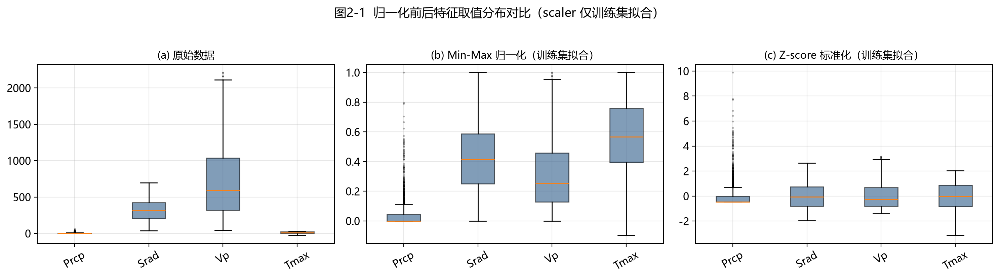 图2-1 归一化前后特征取值分布对比（scaler 仅训练集拟合）
(a) 原始数据
2000
1500
1000
500
0
Prcp
Srad
Vp
Tmax
(b) Min-Max 归一化（训练集拟合）
1.0
0.8
0.6
0.4
0.2
0.0
Prcp
Srad
Vp
Tmax
(c) Z-score 标准化（训练集拟合）
10
8
6
4
2
0
-2
Prcp
Srad
Vp
Tmax